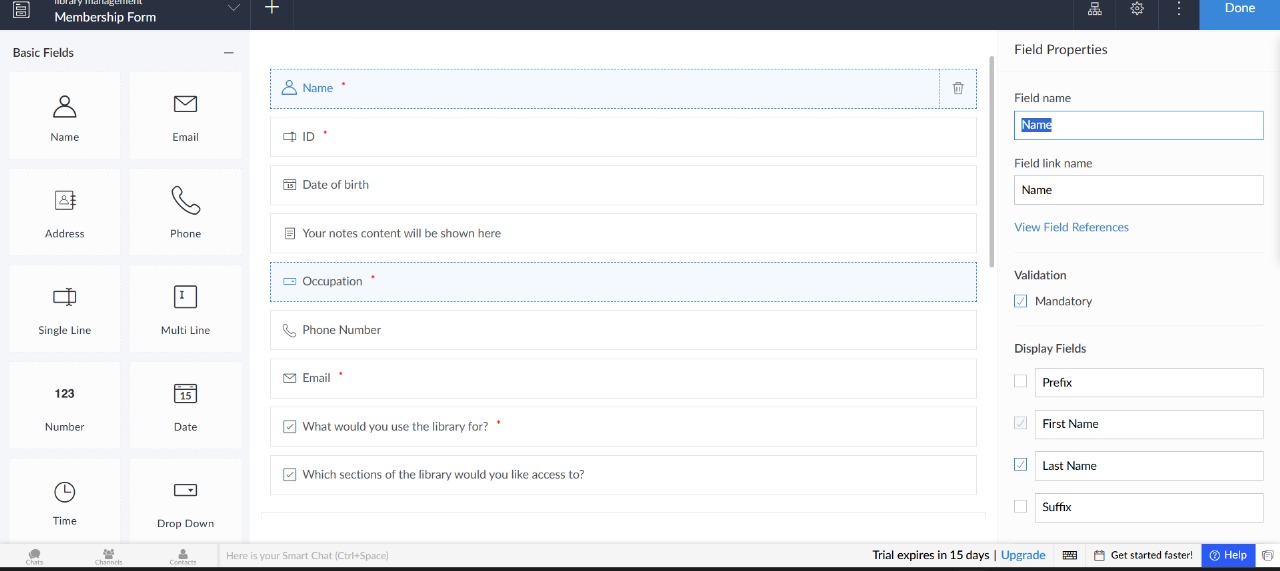 library management
Membership Form
Done
Basic Fields
Name
Email
Address
Phone
Single Line
Multi Line
123
Number
15
Date
Time
Drop Down
Name *
ID *
15 Date of birth
Your notes content will be shown here
Occupation *
Phone Number
Email *
What would you use the library for? *
Which sections of the library would you like access to?
Field Properties
Field name
Name
Field link name
Name
View Field References
Validation
Mandatory
Display Fields
Prefix
First Name
Last Name
Suffix
Chats
Channels
Contacts
Here is your Smart Chat (Ctrl+Space)
Trial expires in 15 days | Upgrade
Get started faster!
Help